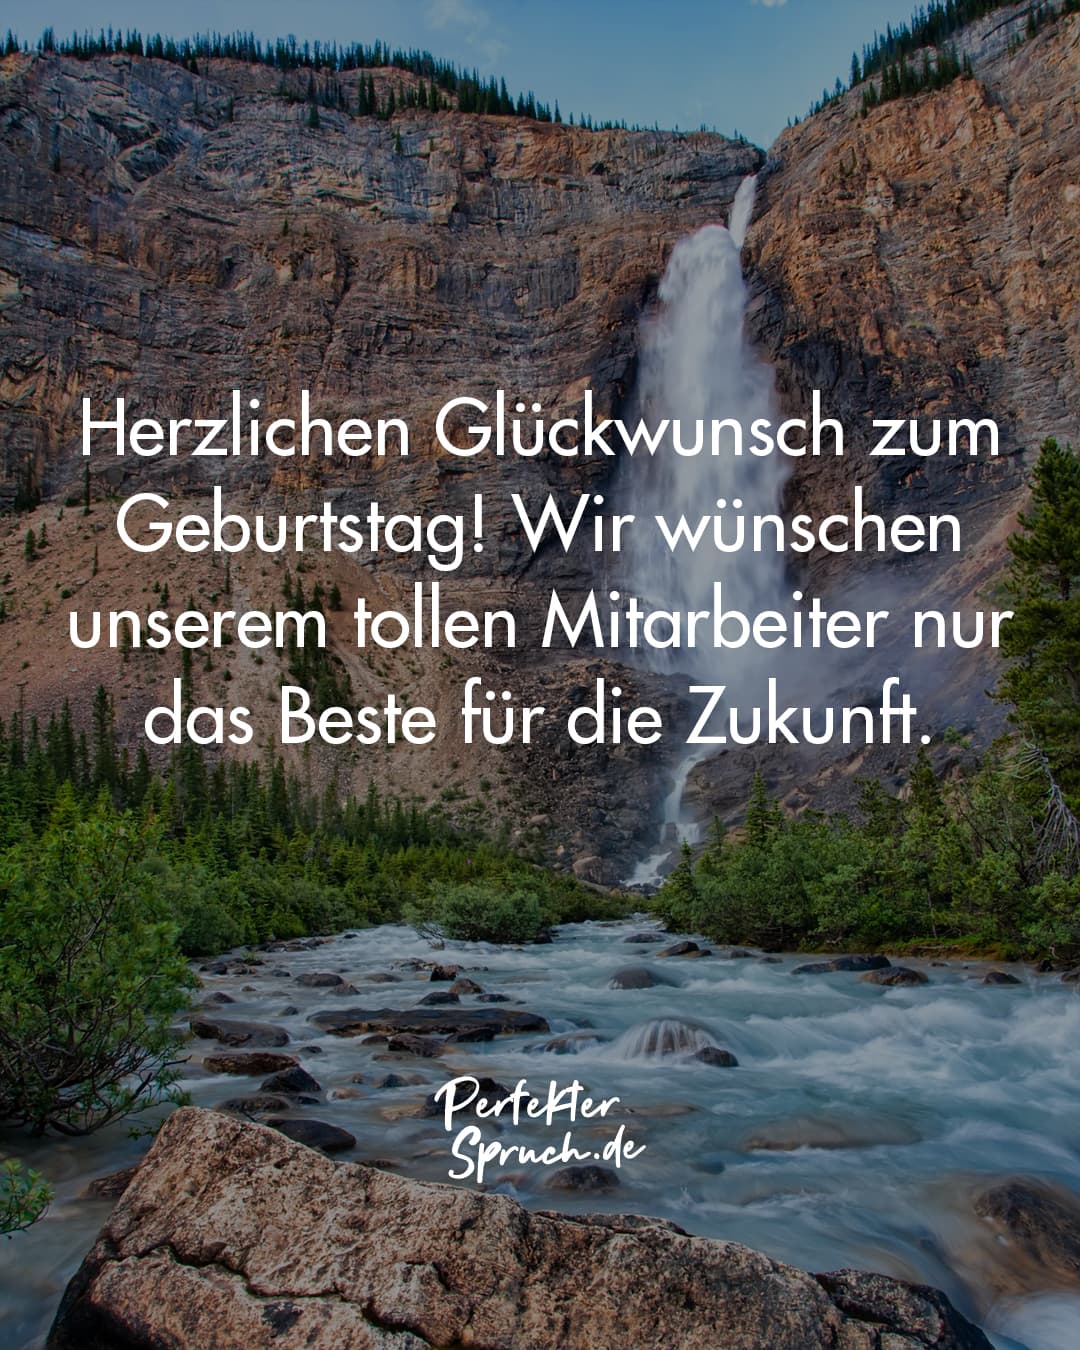 Herzlichen Glückwunsch zum
Geburtstag! Wir wünschen
unserem tollen Mitarbeiter nur
das Beste für die Zukunft.
Perfekter
Spruch.de